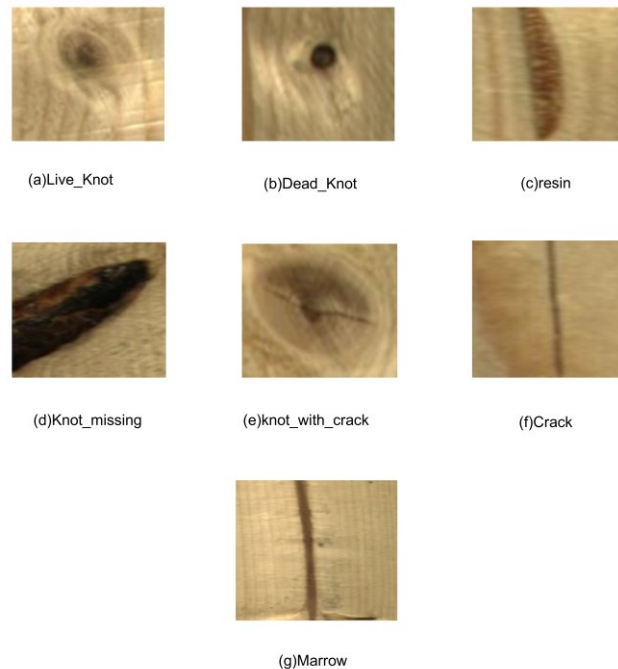 (a)Live_Knot
(b)Dead_Knot
(c)resin
(d)Knot_missing
(e)knot_with_crack
(f)Crack
(g)Marrow